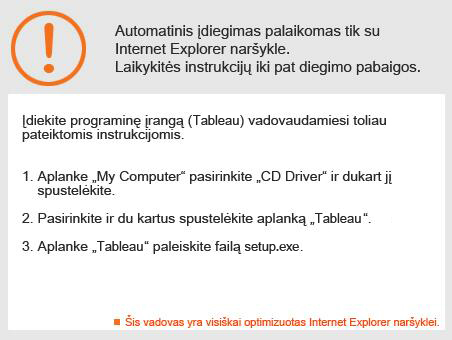 Automatinis įdiegimas palaikomas tik su
Internet Explorer naršykle.
Laikykitės instrukcijų iki pat diegimo pabaigos.
Įdiekite programinę įrangą (Tableau) vadovaudamiesi toliau
pateiktomis instrukcijomis.
1. Aplanke „My Computer“ pasirinkite „CD Driver“ ir dukart jį
spustelėkite.
2. Pasirinkite ir du kartus spustelėkite aplanką „Tableau“.
3. Aplanke „Tableau“ paleiskite failą setup.exe.
Šis vadovas yra visiškai optimizuotas Internet Explorer naršyklei.